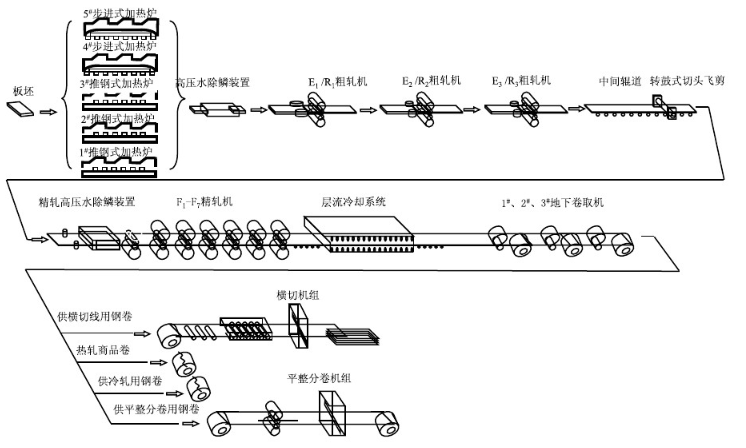 5#步进式加热炉
4#步进式加热炉
3#推钢式加热炉
2#推钢式加热炉
1#推钢式加热炉
板坯
高压水除鳞装置
E1/R1粗轧机
E2/R2粗轧机
E3/R3粗轧机
中间辊道
转鼓式切头飞剪
精轧高压水除鳞装置
F1-F7精轧机
层流冷却系统
1#、2#、3#地下卷取机
供横切线用钢卷
横切机组
热轧商品卷
供冷轧用钢卷
供平整分卷用钢卷
平整分卷机组